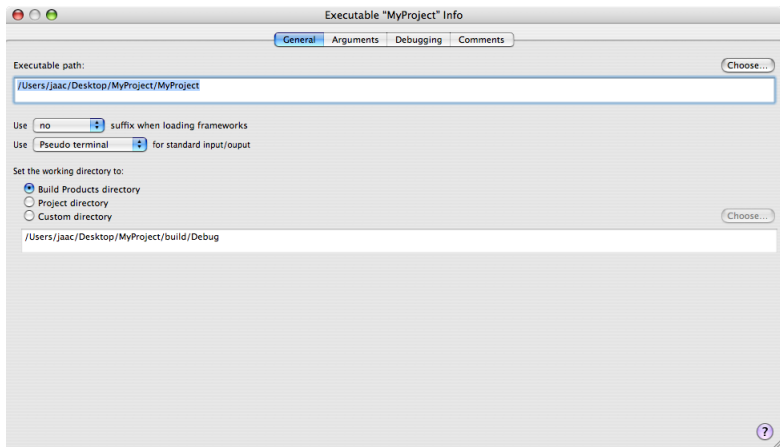 Executable “MyProject” Info
General Arguments Debugging Comments
Executable path: Choose...
/Users/jaac/Desktop/MyProject/MyProject
Use no suffix when loading frameworks
Use Pseudo terminal for standard input/ouput
Set the working directory to:
Build Products directory
Project directory
Custom directory Choose...
/Users/jaac/Desktop/MyProject/build/Debug
?